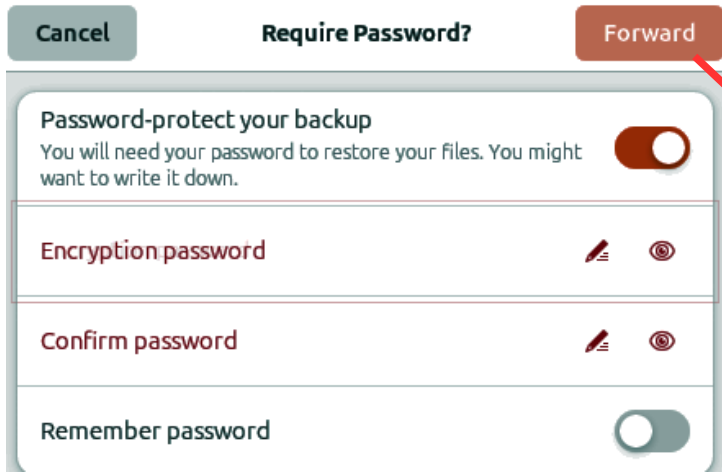 Cancel
Require Password?
Forward
Password-protect your backup
You will need your password to restore your files. You might
want to write it down.
Encryption password
Confirm password
Remember password